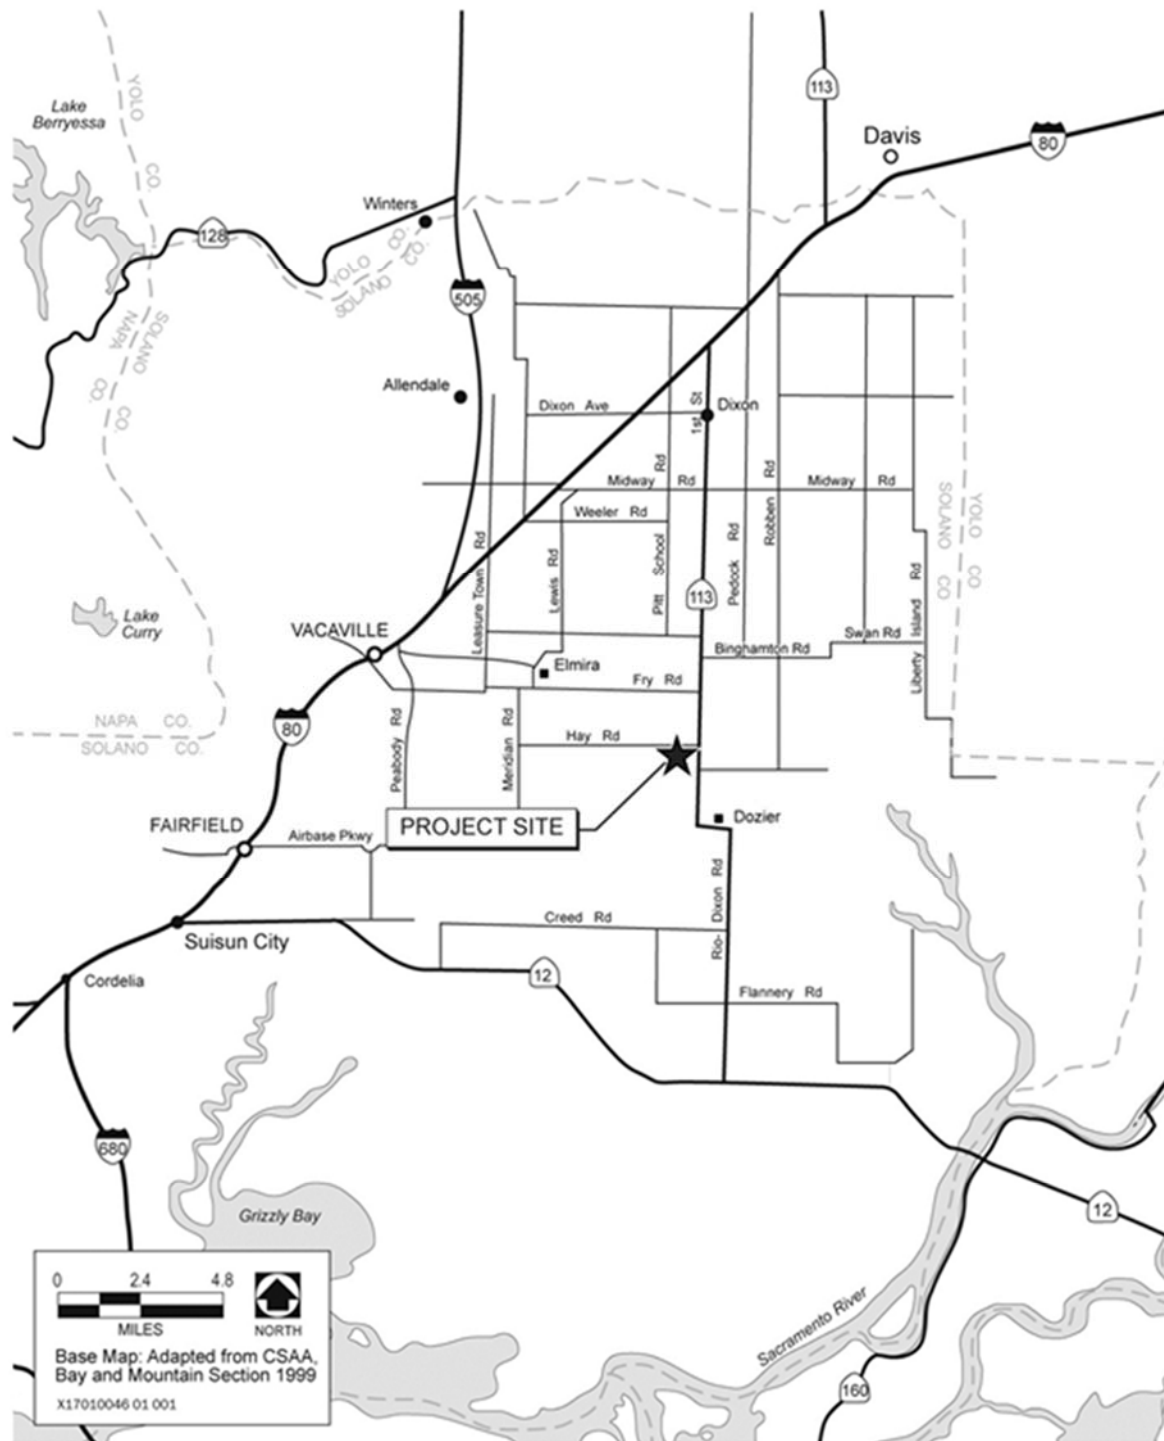 113
Lake
Berryessa
YOLO
CO.
Davis
80
Winters
128
YOLO CO.
SOLANO CO.
505
SOLANO CO.
NAPA CO.
Allendale
Dixon Ave
1st St
Dixon
Midway Rd
Midway Rd
Weeler Rd
Leasure Town Rd
Lewis Rd
Pitt School Rd
113
Pedock Rd
Robben Rd
SOLANO CO
YOLO CO
Liberty Island Rd
Lake
Curry
VACAVILLE
Swan Rd
Binghamton Rd
Elmira
Fry Rd
NAPA CO.
SOLANO CO.
80
Peabody Rd
Meridian Rd
Hay Rd
PROJECT SITE
Dozier
FAIRFIELD
Airbase Pkwy
Rio-Dixon Rd
Creed Rd
Suisun City
Cordelia
12
Flannery Rd
680
Grizzly Bay
12
Sacramento River
160
0 2.4 4.8
MILES
NORTH
Base Map: Adapted from CSAA,
Bay and Mountain Section 1999
X17010046 01 001